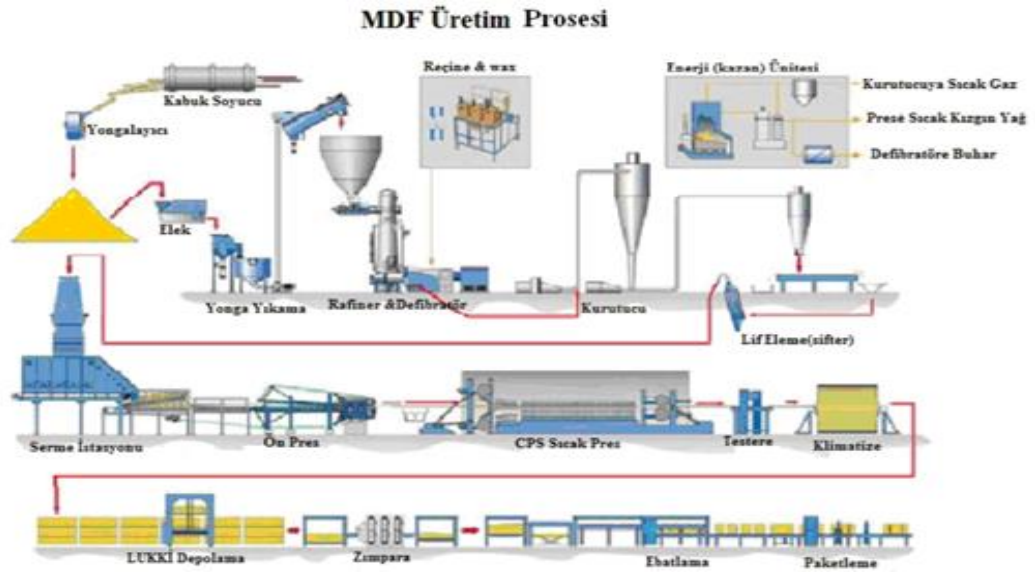 MDF Üretim Prosesi
Kabuk Soyucu
Yongalayıcı
Reçine & wax
Enerji (kazan) Ünitesi
Kurutucuya Sıcak Gaz
Prese Sıcak Kızgın Yağ
Defibratöre Buhar
Elek
Yonga Yıkama
Rafiner &Defibratör
Kurutucu
Lif Eleme(sifter)
Serme İstasyonu
Ön Pres
CPS Sıcak Pres
Testere
Klimatize
LUKKİ Depolama
Zımpara
Ebatlama
Paketleme